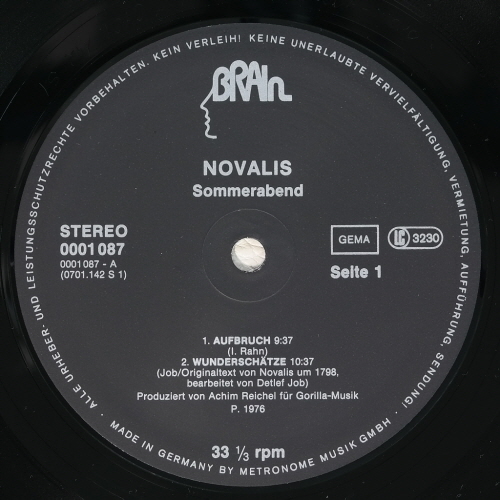 ALLE URHEBER- UND LEISTUNGSSCHUTZRECHTE VORBEHALTEN. KEIN VERLEIH! KEINE UNERLAUBTE VERVIELFÄLTIGUNG, VERMIETUNG, AUFFÜHRUNG, SENDUNG!
BRAIn
NOVALIS
Sommerabend
STEREO
0001 087
0001 087 - A
(0701.142 S 1)
GEMA
LC 3230
Seite 1
1. AUFBRUCH 9:37
(I. Rahn)
2. WUNDERSCHÄTZE 10:37
(Job/Originaltext von Novalis um 1798,
bearbeitet von Detlef Job)
Produziert von Achim Reichel für Gorilla-Musik
P. 1976
33 ⅓ rpm
· MADE IN GERMANY BY METRONOME MUSIK GMBH ·